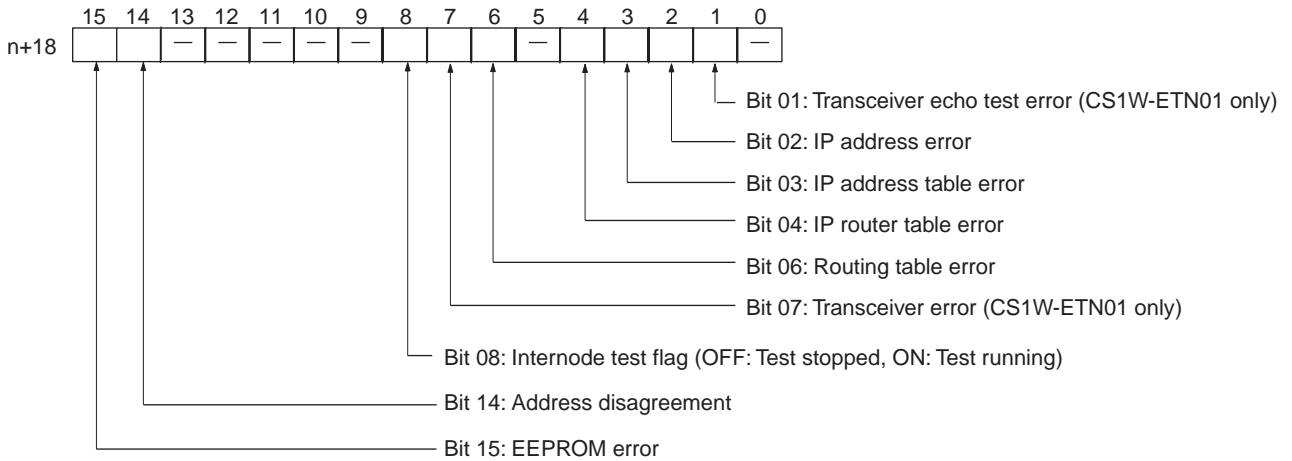 15 14 13 12 11 10 9 8 7 6 5 4 3 2 1 0
n+18 — — — — — — —
Bit 01: Transceiver echo test error (CS1W-ETN01 only)
Bit 02: IP address error
Bit 03: IP address table error
Bit 04: IP router table error
Bit 06: Routing table error
Bit 07: Transceiver error (CS1W-ETN01 only)
Bit 08: Internode test flag (OFF: Test stopped, ON: Test running)
Bit 14: Address disagreement
Bit 15: EEPROM error